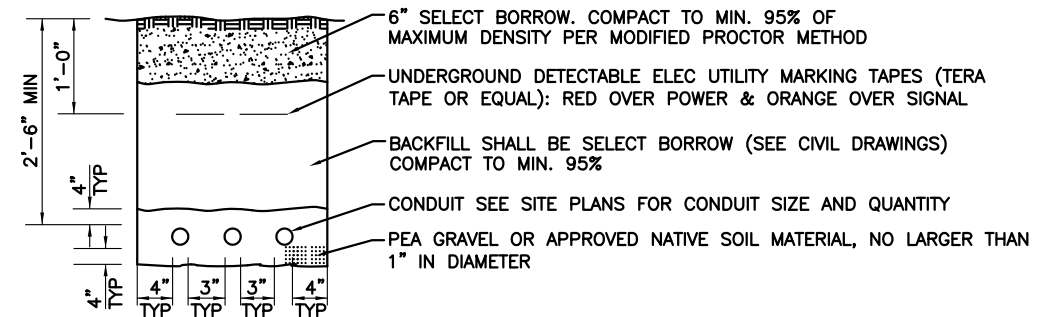 6" SELECT BORROW. COMPACT TO MIN. 95% OF
MAXIMUM DENSITY PER MODIFIED PROCTOR METHOD
UNDERGROUND DETECTABLE ELEC UTILITY MARKING TAPES (TERA
TAPE OR EQUAL): RED OVER POWER & ORANGE OVER SIGNAL
BACKFILL SHALL BE SELECT BORROW (SEE CIVIL DRAWINGS)
COMPACT TO MIN. 95%
CONDUIT SEE SITE PLANS FOR CONDUIT SIZE AND QUANTITY
PEA GRAVEL OR APPROVED NATIVE SOIL MATERIAL, NO LARGER THAN
1" IN DIAMETER
2'-6" MIN
1'-0"
4"
TYP
4"
TYP
4"
TYP
3"
TYP
3"
TYP
4"
TYP